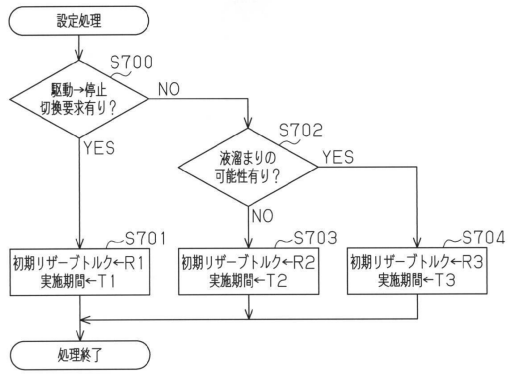 設定処理
S700
駆動→停止
切換要求有り？
NO
YES
S702
液溜まりの
可能性有り？
YES
NO
S701
初期リザーブトルク←R1
実施期間←T1
S703
初期リザーブトルク←R2
実施期間←T2
S704
初期リザーブトルク←R3
実施期間←T3
処理終了